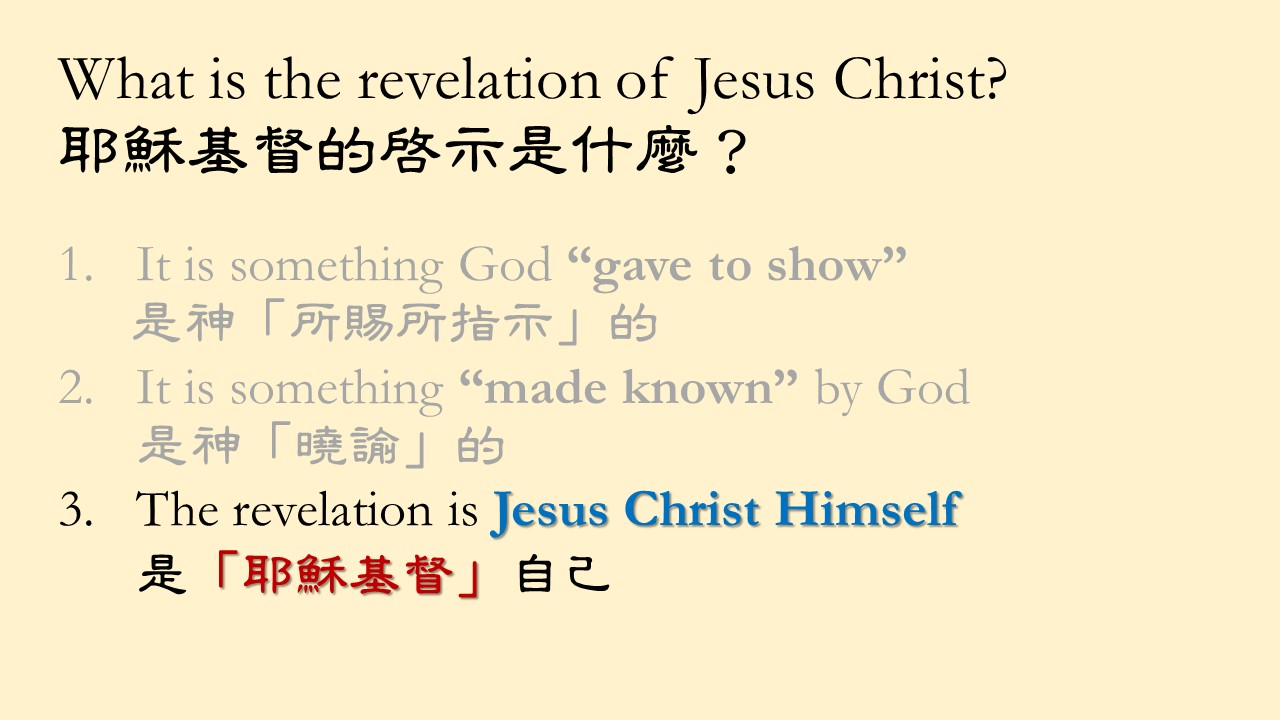 What is the revelation of Jesus Christ?
耶穌基督的啓示是什麼？
1. It is something God “gave to show”
是神「所賜所指示」的
2. It is something “made known” by God
是神「曉諭」的
3. The revelation is Jesus Christ Himself
是「耶穌基督」自己